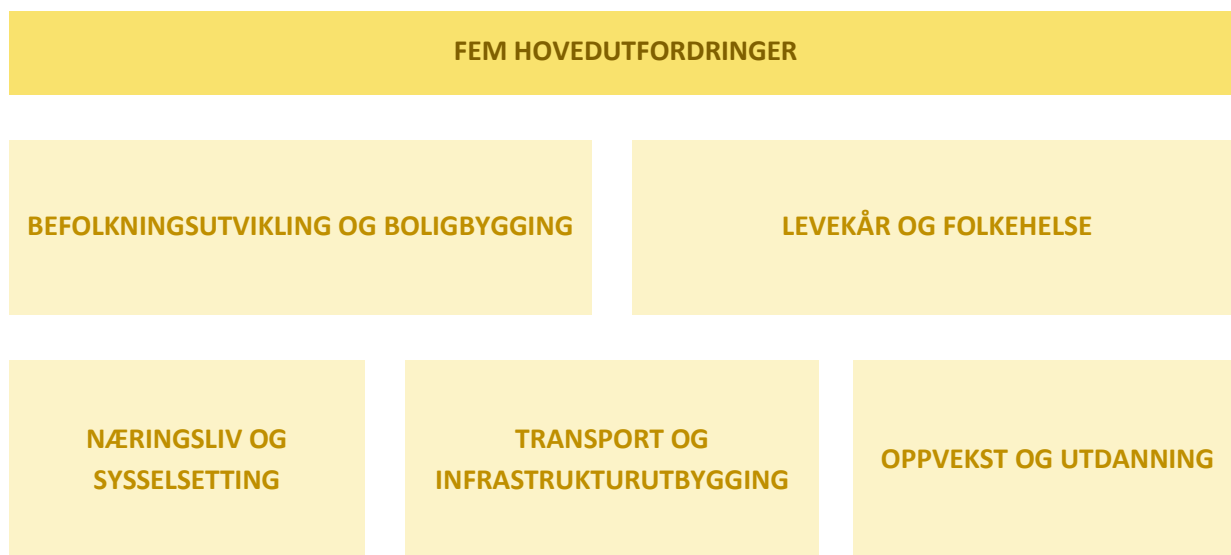 FEM HOVEDUTFORDRINGER
BEFOLKNINGSUTVIKLING OG BOLIGBYGGING
LEVEKÅR OG FOLKEHELSE
NÆRINGSLIV OG
SYSSELSETTING
TRANSPORT OG
INFRASTRUKTURUTBYGGING
OPPVEKST OG UTDANNING